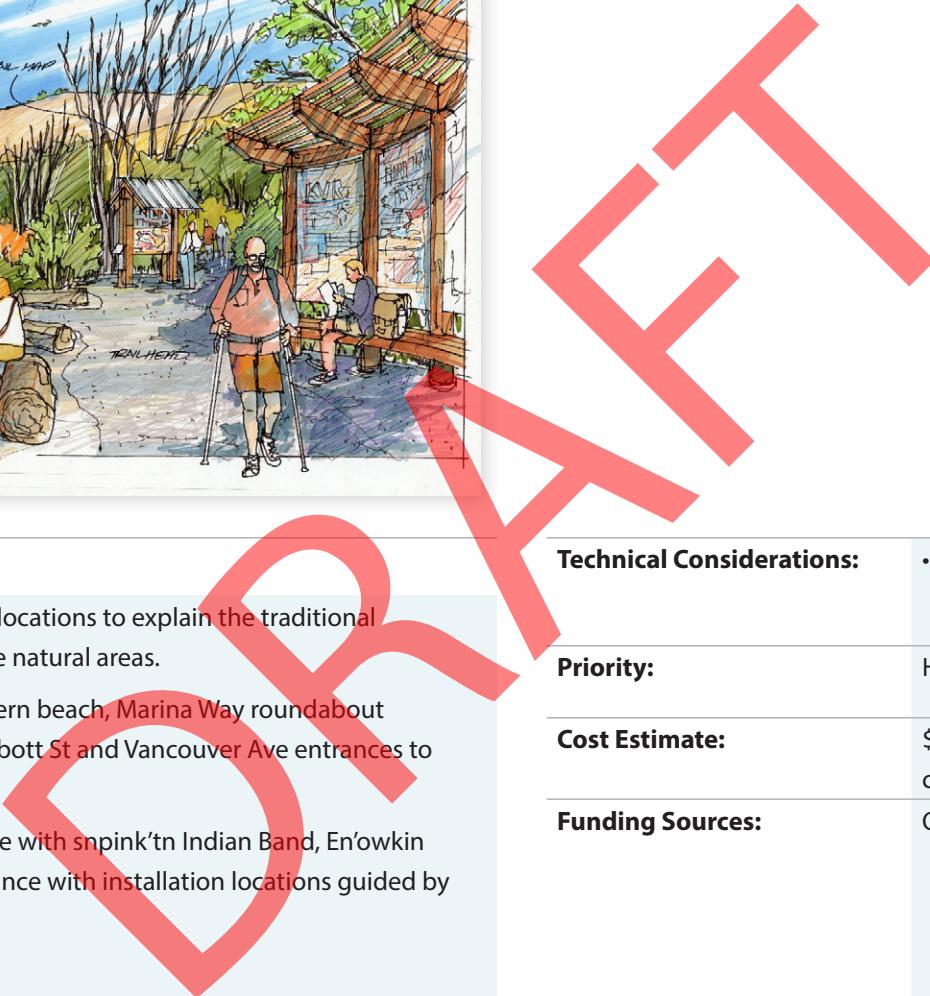 KVR
TRAILHEAD
locations to explain the traditional
e natural areas.
ern beach, Marina Way roundabout
bott St and Vancouver Ave entrances to
e with snpink’tn Indian Band, En’owkin
nce with installation locations guided by
Technical Considerations:
•
Priority:
H
Cost Estimate:
$
Funding Sources:
DRAFT